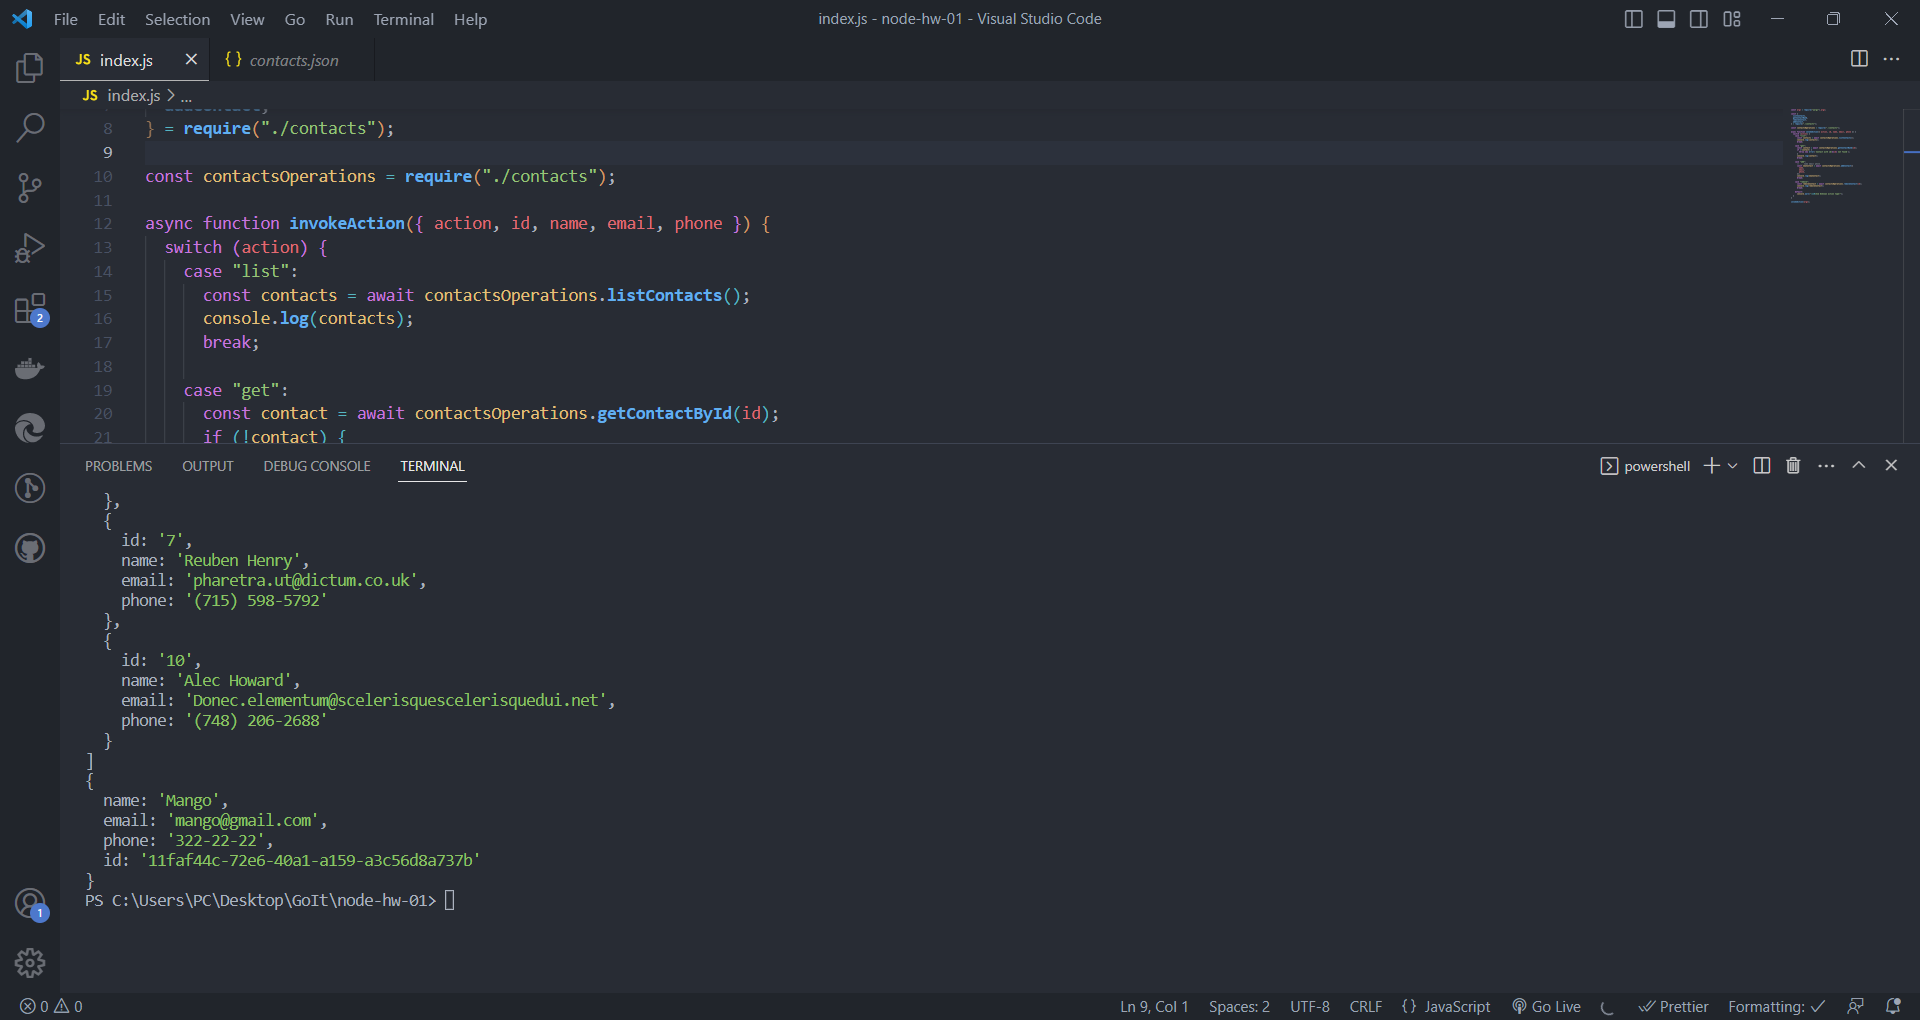 File Edit Selection View Go Run Terminal Help
index.js - node-hw-01 - Visual Studio Code
JS index.js
{ } contacts.json
JS index.js > ...
8 } = require("./contacts");
9
10 const contactsOperations = require("./contacts");
11
12 async function invokeAction({ action, id, name, email, phone }) {
13 switch (action) {
14 case "list":
15 const contacts = await contactsOperations.listContacts();
16 console.log(contacts);
17 break;
18
19 case "get":
20 const contact = await contactsOperations.getContactById(id);
21 if (!contact) {
2
PROBLEMS OUTPUT DEBUG CONSOLE TERMINAL
powershell
},
{
id: '7',
name: 'Reuben Henry',
email: 'pharetra.ut@dictum.co.uk',
phone: '(715) 598-5792'
},
{
id: '10',
name: 'Alec Howard',
email: 'Donec.elementum@scelerisquescelerisquedui.net',
phone: '(748) 206-2688'
}
]
{
name: 'Mango',
email: 'mango@gmail.com',
phone: '322-22-22',
id: '11faf44c-72e6-40a1-a159-a3c56d8a737b'
}
PS C:\Users\PC\Desktop\GoIt\node-hw-01>
1
0 0
Ln 9, Col 1 Spaces: 2 UTF-8 CRLF { } JavaScript Go Live Prettier Formatting: ✓